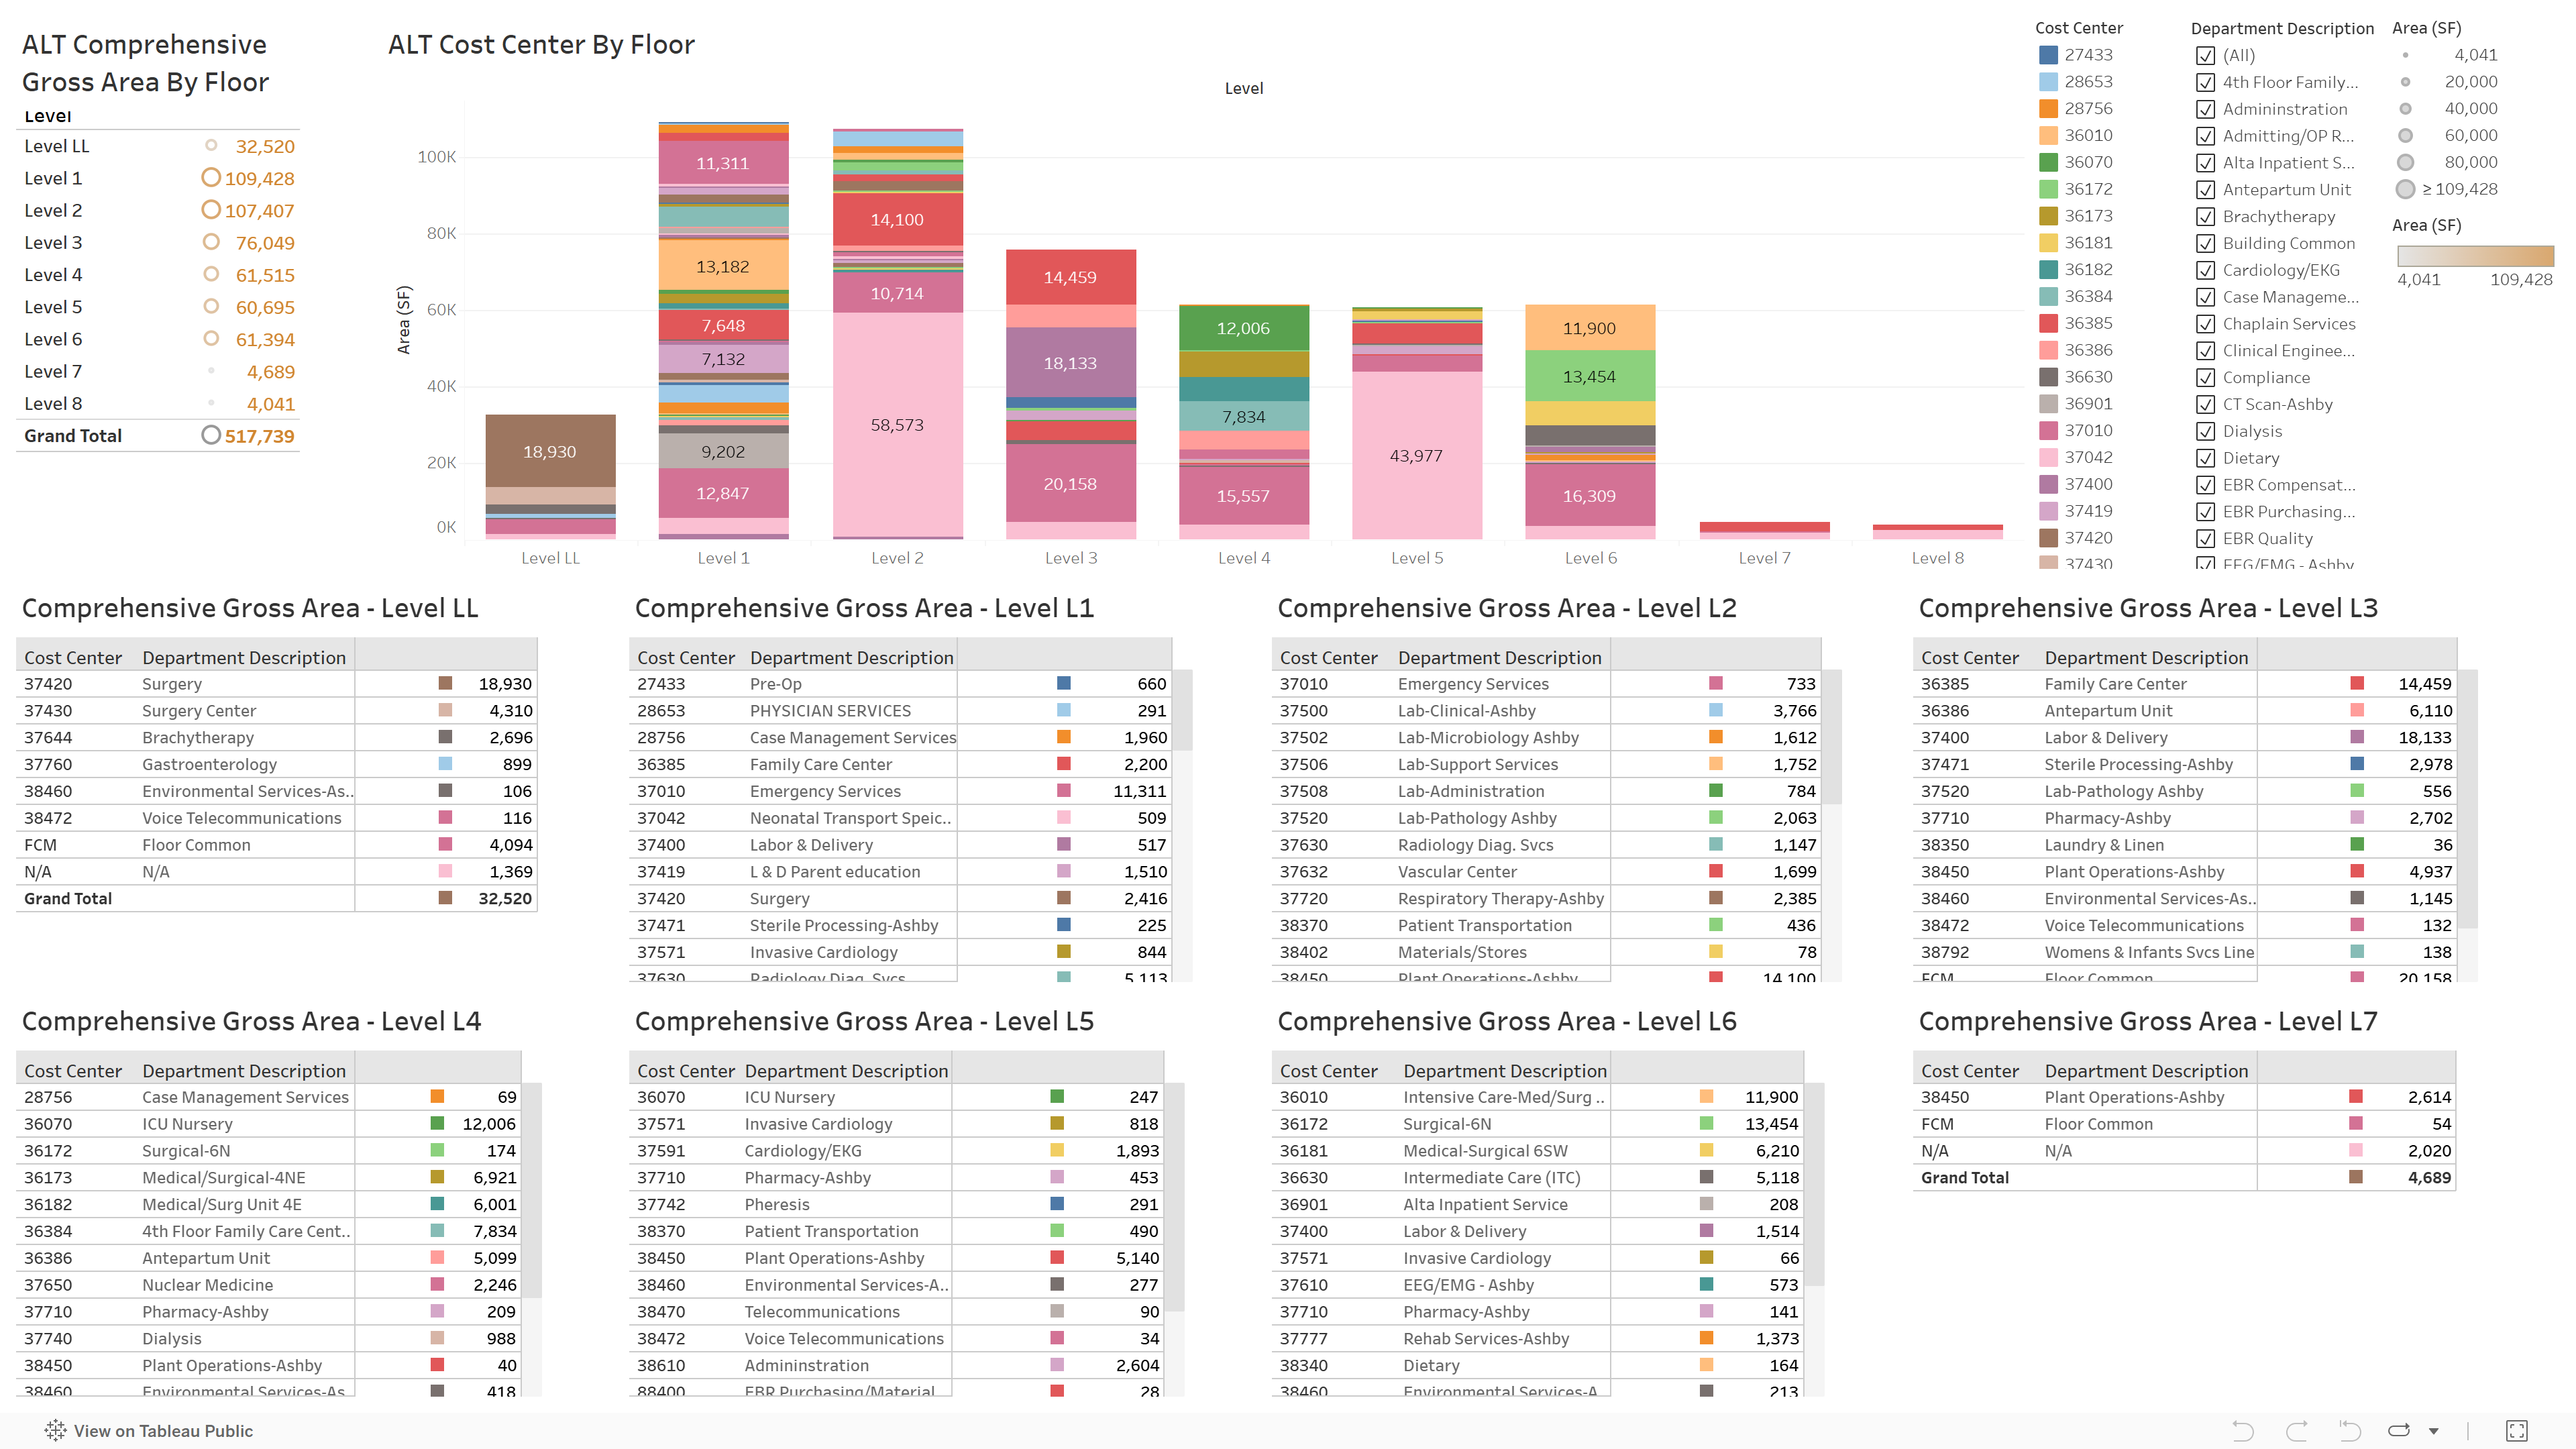 ALT Comprehensive
Gross Area By Floor
Level
Level LL 32,520
Level 1 109,428
Level 2 107,407
Level 3 76,049
Level 4 61,515
Level 5 60,695
Level 6 61,394
Level 7 4,689
Level 8 4,041
Grand Total 517,739
ALT Cost Center By Floor
Level
Area (SF)
100K
80K
60K
40K
20K
0K
18,930
11,311
13,182
7,648
7,132
9,202
12,847
14,100
10,714
58,573
14,459
18,133
20,158
12,006
7,834
15,557
43,977
11,900
13,454
16,309
Level LL Level 1 Level 2 Level 3 Level 4 Level 5 Level 6 Level 7 Level 8
Cost Center
27433
28653
28756
36010
36070
36172
36173
36181
36182
36384
36385
36386
36630
36901
37010
37042
37400
37419
37420
37430
Department Description
(All)
4th Floor Family...
Admininstration
Admitting/OP R...
Alta Inpatient S...
Antepartum Unit
Brachytherapy
Building Common
Cardiology/EKG
Case Manageme...
Chaplain Services
Clinical Enginee...
Compliance
CT Scan-Ashby
Dialysis
Dietary
EBR Compensat...
EBR Purchasing...
EBR Quality
EEG/EMG - Ashby
Area (SF)
4,041
20,000
40,000
60,000
80,000
≥ 109,428
Area (SF)
4,041 109,428
Comprehensive Gross Area - Level LL
Cost Center Department Description
37420 Surgery 18,930
37430 Surgery Center 4,310
37644 Brachytherapy 2,696
37760 Gastroenterology 899
38460 Environmental Services-As.. 106
38472 Voice Telecommunications 116
FCM Floor Common 4,094
N/A N/A 1,369
Grand Total 32,520
Comprehensive Gross Area - Level L1
Cost Center Department Description
27433 Pre-Op 660
28653 PHYSICIAN SERVICES 291
28756 Case Management Services 1,960
36385 Family Care Center 2,200
37010 Emergency Services 11,311
37042 Neonatal Transport Speic.. 509
37400 Labor & Delivery 517
37419 L & D Parent education 1,510
37420 Surgery 2,416
37471 Sterile Processing-Ashby 225
37571 Invasive Cardiology 844
37630 Radiology Diag. Svcs 5,113
Comprehensive Gross Area - Level L2
Cost Center Department Description
37010 Emergency Services 733
37500 Lab-Clinical-Ashby 3,766
37502 Lab-Microbiology Ashby 1,612
37506 Lab-Support Services 1,752
37508 Lab-Administration 784
37520 Lab-Pathology Ashby 2,063
37630 Radiology Diag. Svcs 1,147
37632 Vascular Center 1,699
37720 Respiratory Therapy-Ashby 2,385
38370 Patient Transportation 436
38402 Materials/Stores 78
38450 Plant Operations-Ashby 14,100
Comprehensive Gross Area - Level L3
Cost Center Department Description
36385 Family Care Center 14,459
36386 Antepartum Unit 6,110
37400 Labor & Delivery 18,133
37471 Sterile Processing-Ashby 2,978
37520 Lab-Pathology Ashby 556
37710 Pharmacy-Ashby 2,702
38350 Laundry & Linen 36
38450 Plant Operations-Ashby 4,937
38460 Environmental Services-As.. 1,145
38472 Voice Telecommunications 132
38792 Womens & Infants Svcs Line 138
FCM Floor Common 20,158
Comprehensive Gross Area - Level L4
Cost Center Department Description
28756 Case Management Services 69
36070 ICU Nursery 12,006
36172 Surgical-6N 174
36173 Medical/Surgical-4NE 6,921
36182 Medical/Surg Unit 4E 6,001
36384 4th Floor Family Care Cent.. 7,834
36386 Antepartum Unit 5,099
37650 Nuclear Medicine 2,246
37710 Pharmacy-Ashby 209
37740 Dialysis 988
38450 Plant Operations-Ashby 40
38460 Environmental Services-As 418
Comprehensive Gross Area - Level L5
Cost Center Department Description
36070 ICU Nursery 247
37571 Invasive Cardiology 818
37591 Cardiology/EKG 1,893
37710 Pharmacy-Ashby 453
37742 Pheresis 291
38370 Patient Transportation 490
38450 Plant Operations-Ashby 5,140
38460 Environmental Services-A.. 277
38470 Telecommunications 90
38472 Voice Telecommunications 34
38610 Admininstration 2,604
88400 EBR Purchasing/Material 28
Comprehensive Gross Area - Level L6
Cost Center Department Description
36010 Intensive Care-Med/Surg .. 11,900
36172 Surgical-6N 13,454
36181 Medical-Surgical 6SW 6,210
36630 Intermediate Care (ITC) 5,118
36901 Alta Inpatient Service 208
37400 Labor & Delivery 1,514
37571 Invasive Cardiology 66
37610 EEG/EMG - Ashby 573
37710 Pharmacy-Ashby 141
37777 Rehab Services-Ashby 1,373
38340 Dietary 164
38460 Environmental Services-A 213
Comprehensive Gross Area - Level L7
Cost Center Department Description
38450 Plant Operations-Ashby 2,614
FCM Floor Common 54
N/A N/A 2,020
Grand Total 4,689
View on Tableau Public